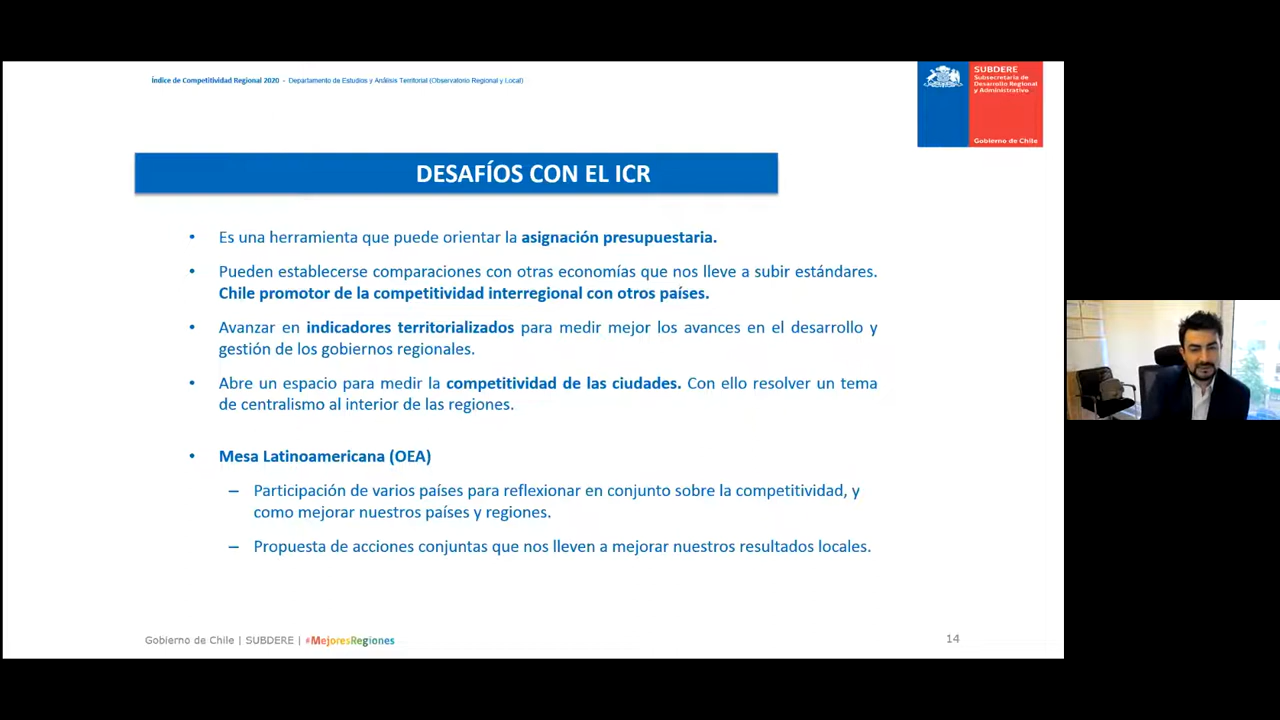 Índice de Competitividad Regional 2020 - Departamento de Estudios y Análisis Territorial (Observatorio Regional y Local)
SUBDERE
Subsecretaría de
Desarrollo Regional
y Administrativo
Gobierno de Chile
DESAFÍOS CON EL ICR
• Es una herramienta que puede orientar la asignación presupuestaria.
• Pueden establecerse comparaciones con otras economías que nos lleve a subir estándares.
Chile promotor de la competitividad interregional con otros países.
• Avanzar en indicadores territorializados para medir mejor los avances en el desarrollo y
gestión de los gobiernos regionales.
• Abre un espacio para medir la competitividad de las ciudades. Con ello resolver un tema
de centralismo al interior de las regiones.
• Mesa Latinoamericana (OEA)
– Participación de varios países para reflexionar en conjunto sobre la competitividad, y
como mejorar nuestros países y regiones.
– Propuesta de acciones conjuntas que nos lleven a mejorar nuestros resultados locales.
Gobierno de Chile | SUBDERE | #MejoresRegiones
14